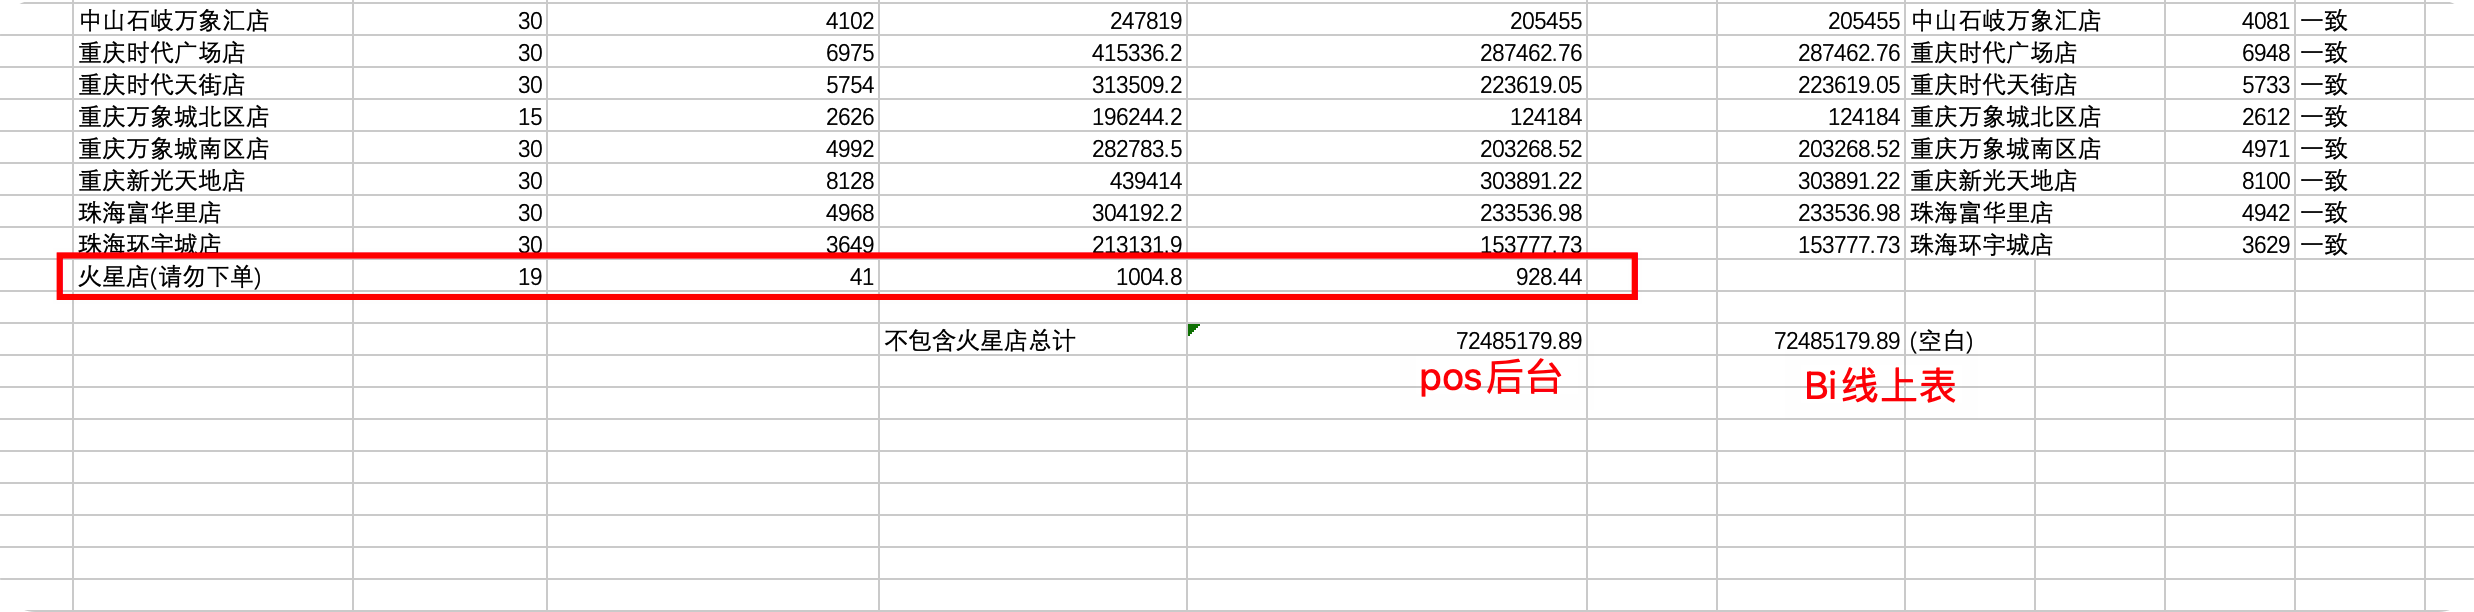 中山石岐万象汇店 30 4102 247819 205455 205455 中山石岐万象汇店 4081 一致
重庆时代广场店 30 6975 415336.2 287462.76 287462.76 重庆时代广场店 6948 一致
重庆时代天街店 30 5754 313509.2 223619.05 223619.05 重庆时代天街店 5733 一致
重庆万象城北区店 15 2626 196244.2 124184 124184 重庆万象城北区店 2612 一致
重庆万象城南区店 30 4992 282783.5 203268.52 203268.52 重庆万象城南区店 4971 一致
重庆新光天地店 30 8128 439414 303891.22 303891.22 重庆新光天地店 8100 一致
珠海富华里店 30 4968 304192.2 233536.98 233536.98 珠海富华里店 4942 一致
珠海环宇城店 30 3649 213131.9 153777.73 153777.73 珠海环宇城店 3629 一致
火星店(请勿下单) 19 41 1004.8 928.44
不包含火星店总计 72485179.89 72485179.89 (空白)
pos后台 Bi线上表